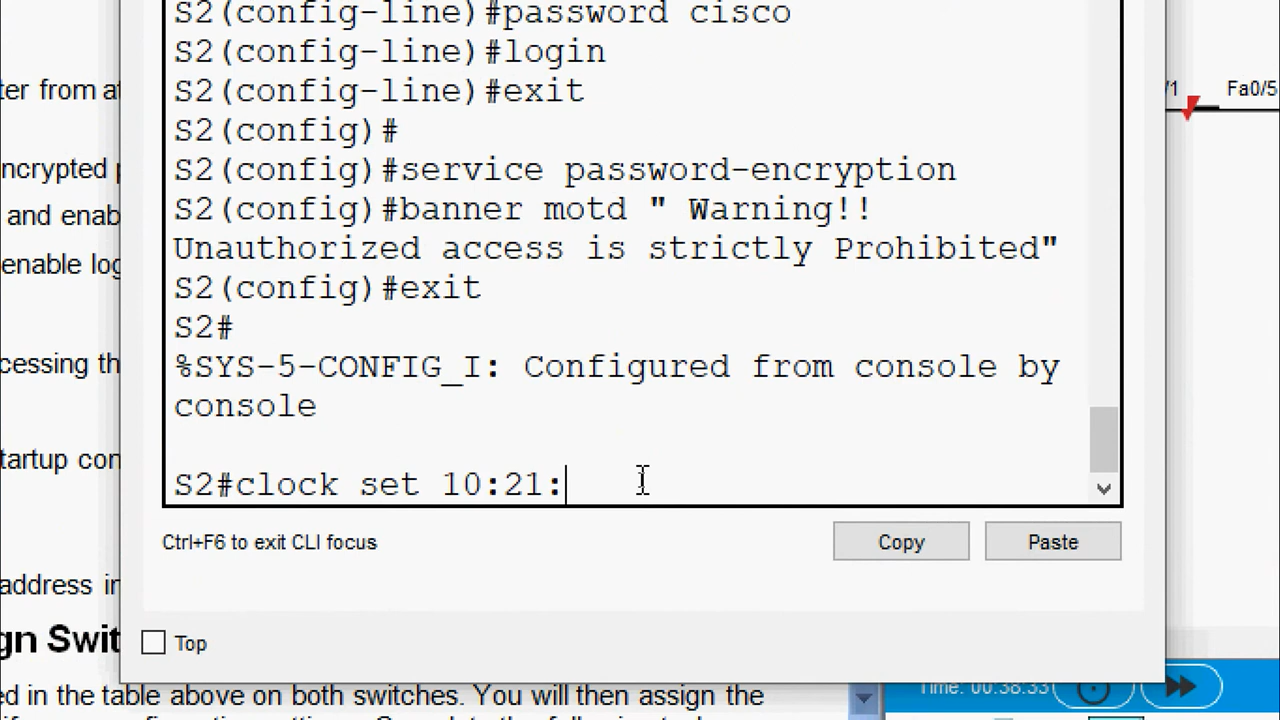 S2(config-line)#password cisco
S2(config-line)#login
S2(config-line)#exit
S2(config)#
S2(config)#service password-encryption
S2(config)#banner motd " Warning!!
Unauthorized access is strictly Prohibited"
S2(config)#exit
S2#
%SYS-5-CONFIG_I: Configured from console by
console
S2#clock set 10:21:
Ctrl+F6 to exit CLI focus
Copy
Paste
Top
ter from at
ncrypted p
and enab
enable log
cessing th
tartup con
address in
gn Swit
ed in the table above on both switches. You will then assign the
/1 Fa0/5
Time: 00:38:33